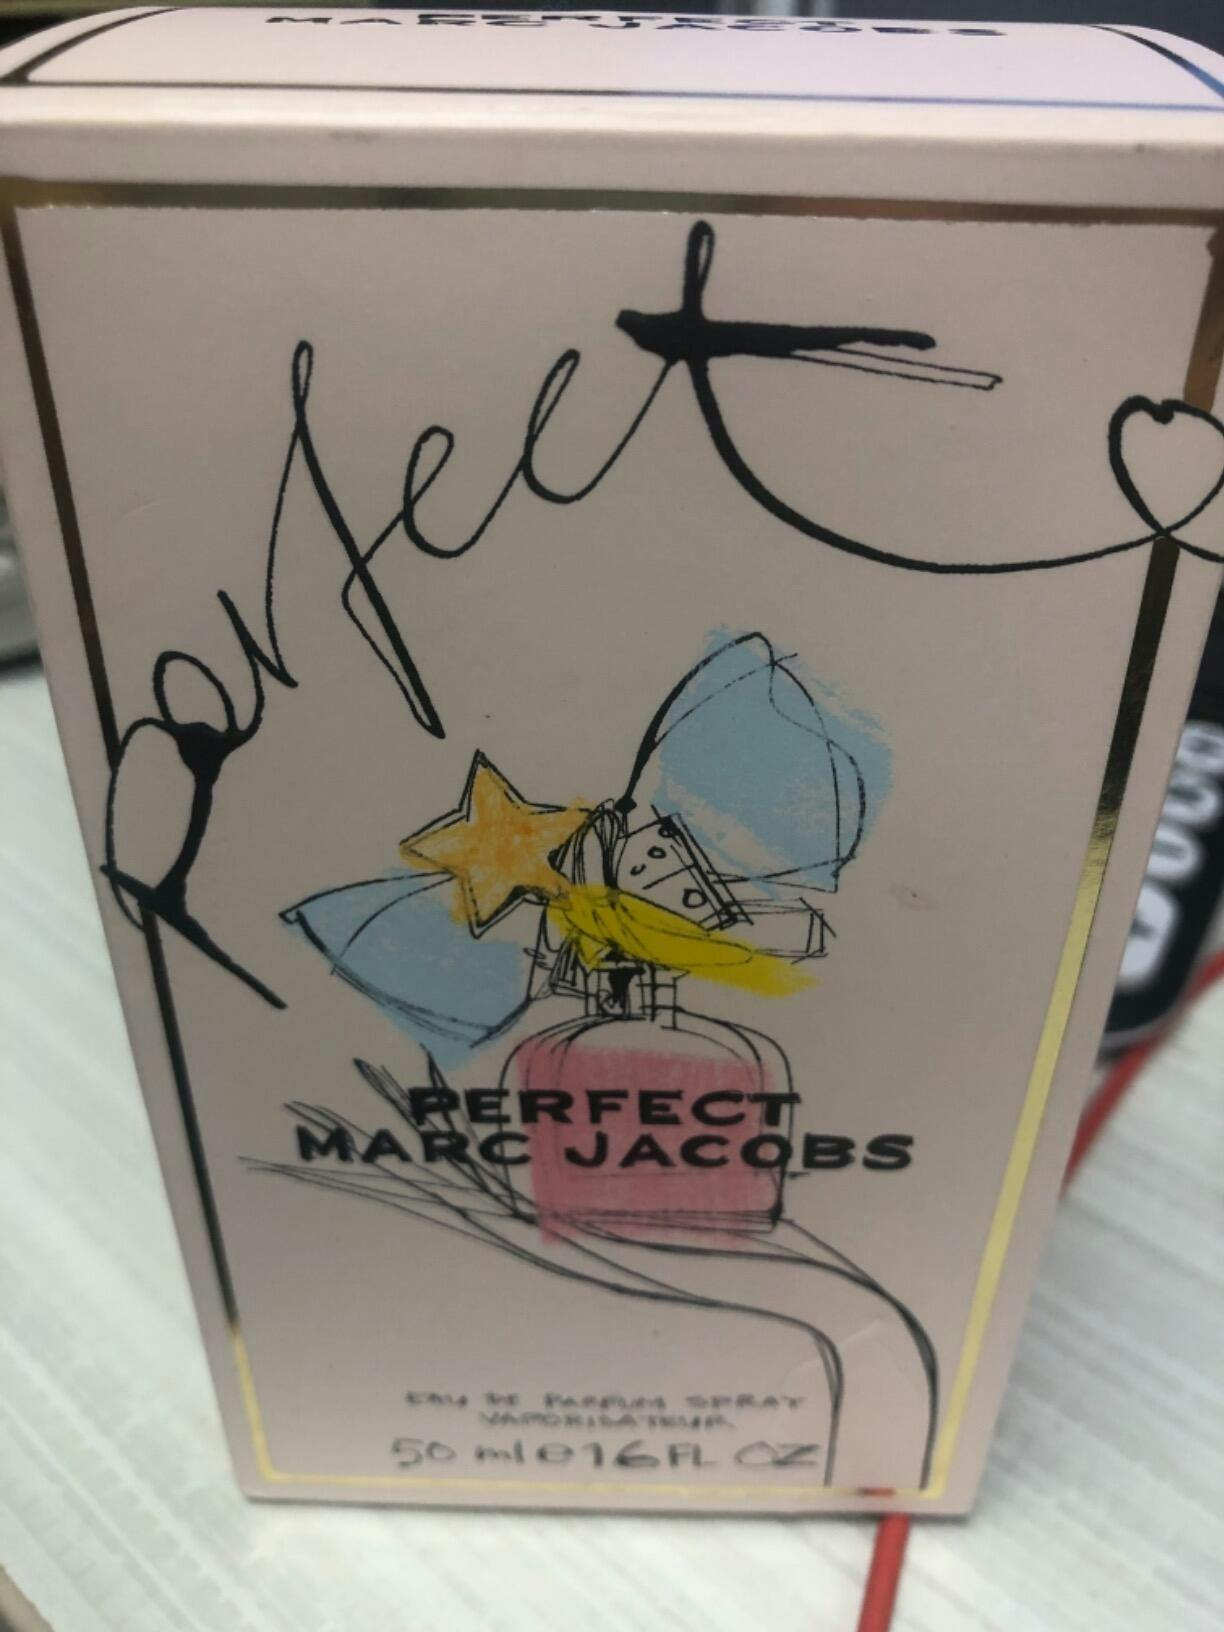 PERFECT
MARC JACOBS
perfect
PERFECT
MARC JACOBS
EAU DE PARFUM SPRAY
VAPORISATEUR
50 ml e 1.6 FL OZ